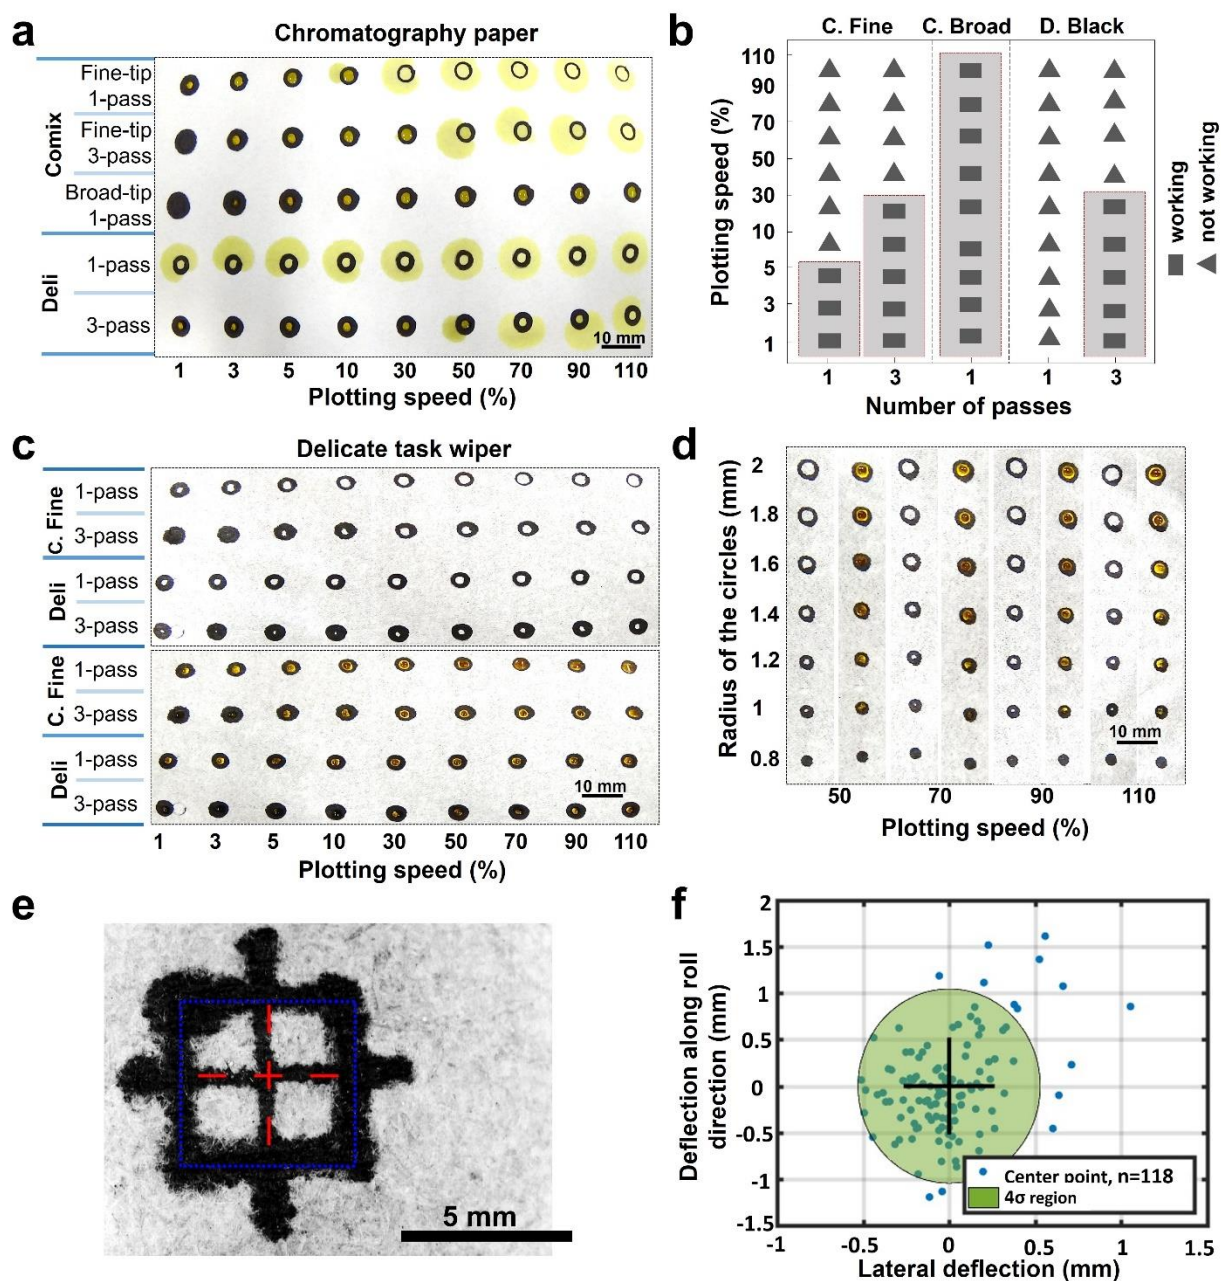 a
Chromatography paper
Comix
Fine-tip
1-pass
Fine-tip
3-pass
Broad-tip
1-pass
Deli
1-pass
3-pass
10 mm
1 3 5 10 30 50 70 90 110
Plotting speed (%)
b
C. Fine C. Broad D. Black
Plotting speed (%)
110
90
70
50
30
10
5
3
1
1 3 1 1 3
Number of passes
working
not working
c
Delicate task wiper
C. Fine
1-pass
3-pass
Deli
1-pass
3-pass
C. Fine
1-pass
3-pass
Deli
1-pass
3-pass
10 mm
1 3 5 10 30 50 70 90 110
Plotting speed (%)
d
Radius of the circles (mm)
2
1.8
1.6
1.4
1.2
1
0.8
10 mm
50 70 90 110
Plotting speed (%)
e
5 mm
f
Deflection along roll
direction (mm)
2
1.5
1
0.5
0
-0.5
-1
-1.5
Center point, n=118
4σ region
-1 -0.5 0 0.5 1 1.5
Lateral deflection (mm)